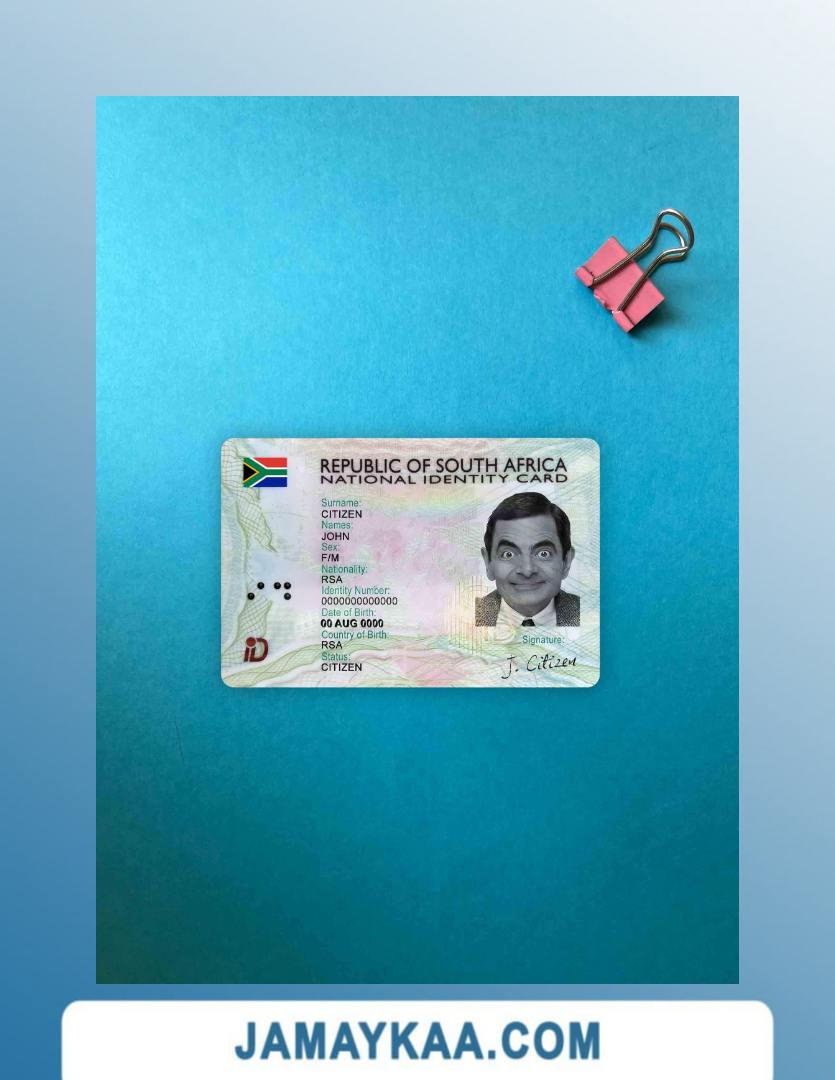 REPUBLIC OF SOUTH AFRICA
NATIONAL IDENTITY CARD
Surname:
CITIZEN
Names:
JOHN
Sex:
F/M
Nationality:
RSA
Identity Number:
0000000000000
Date of Birth:
00 AUG 0000
Country of Birth:
RSA
Status:
CITIZEN
Signature:
J. Citizen
iD
JAMAYKAA.COM